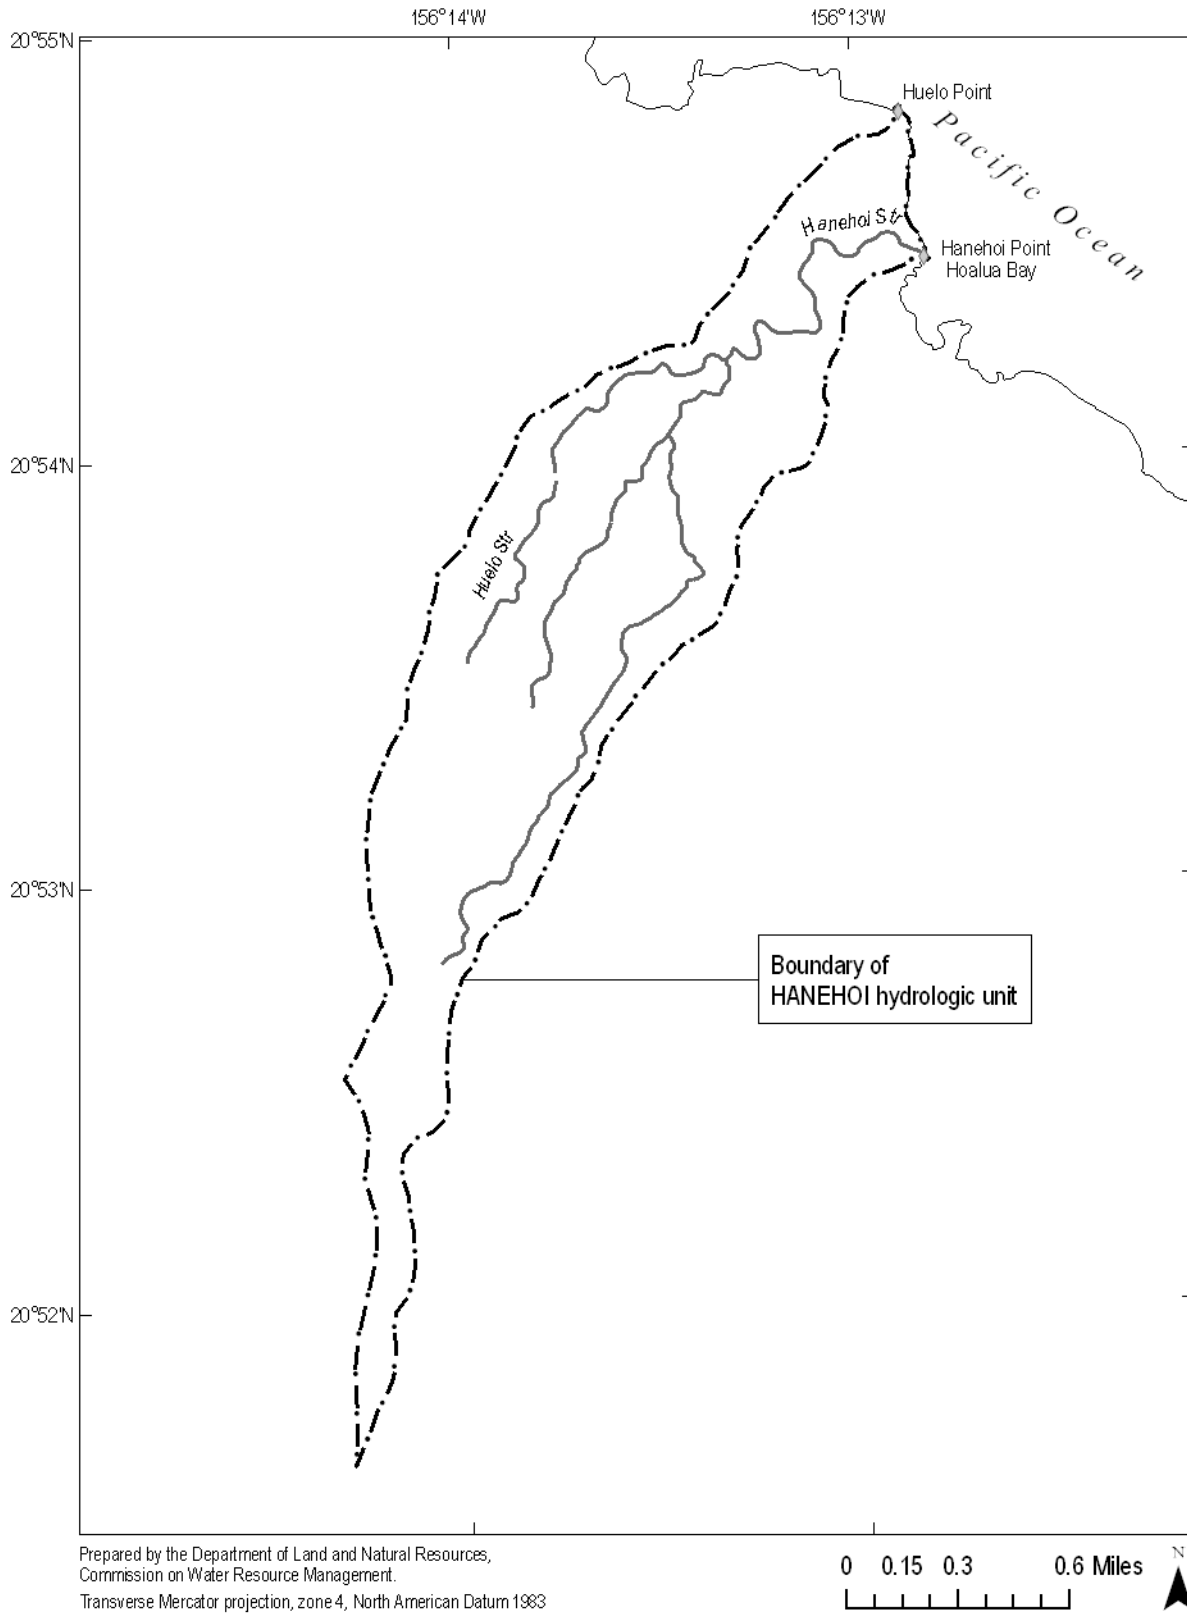 156°14'W
156°13'W
20°55'N
Huelo Point
Pacific Ocean
Hanehoi Str
Hanehoi Point
Hoalua Bay
20°54'N
Huelo Str
20°53'N
Boundary of
HANEHOI hydrologic unit
20°52'N
Prepared by the Department of Land and Natural Resources,
Commission on Water Resource Management.
Transverse Mercator projection, zone 4, North American Datum 1983
0 0.15 0.3 0.6 Miles
N